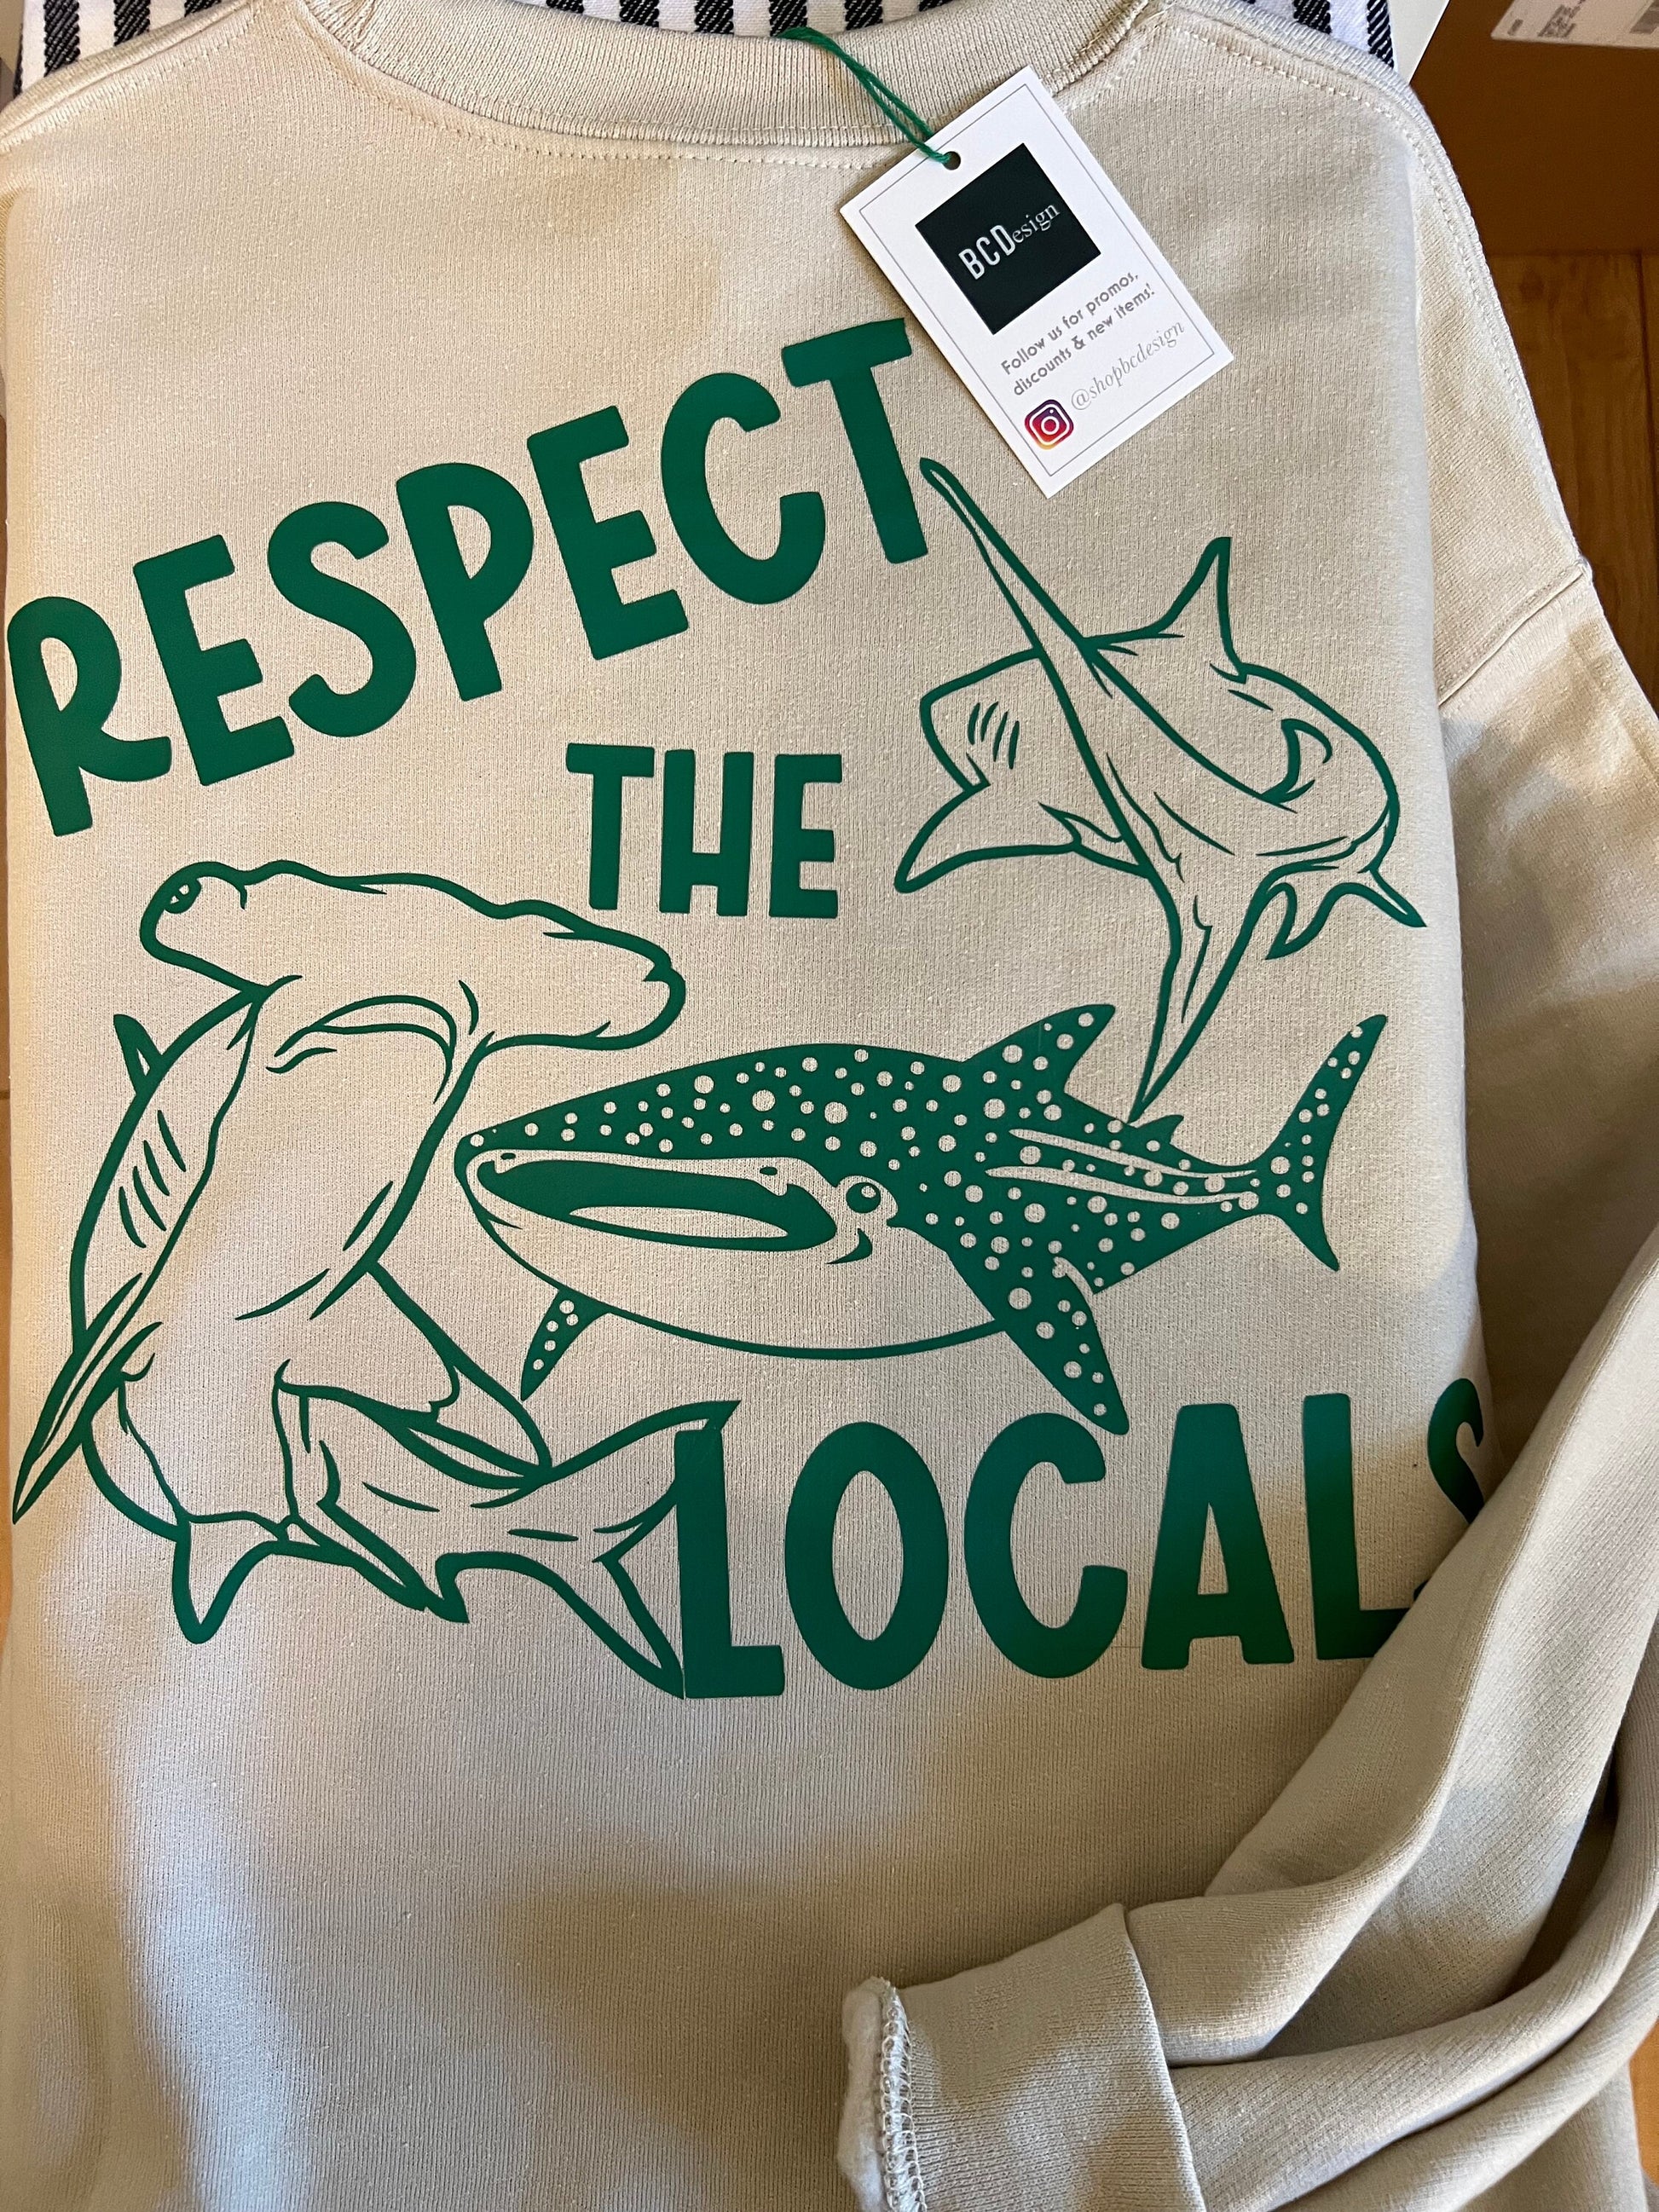 BCDesign
Follow us for promos,
discounts & new items!
@shopbcdesign
RESPECT
THE
LOCALS